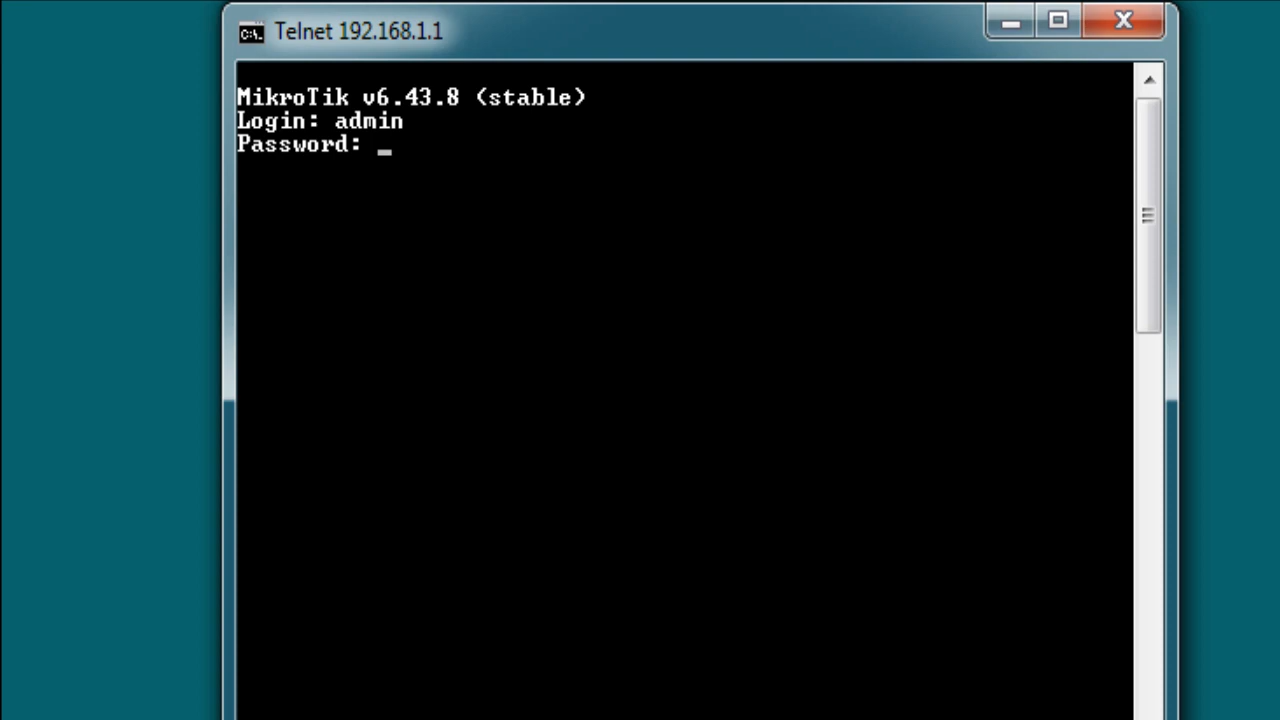 Telnet 192.168.1.1
MikroTik v6.43.8 (stable)
Login: admin
Password: